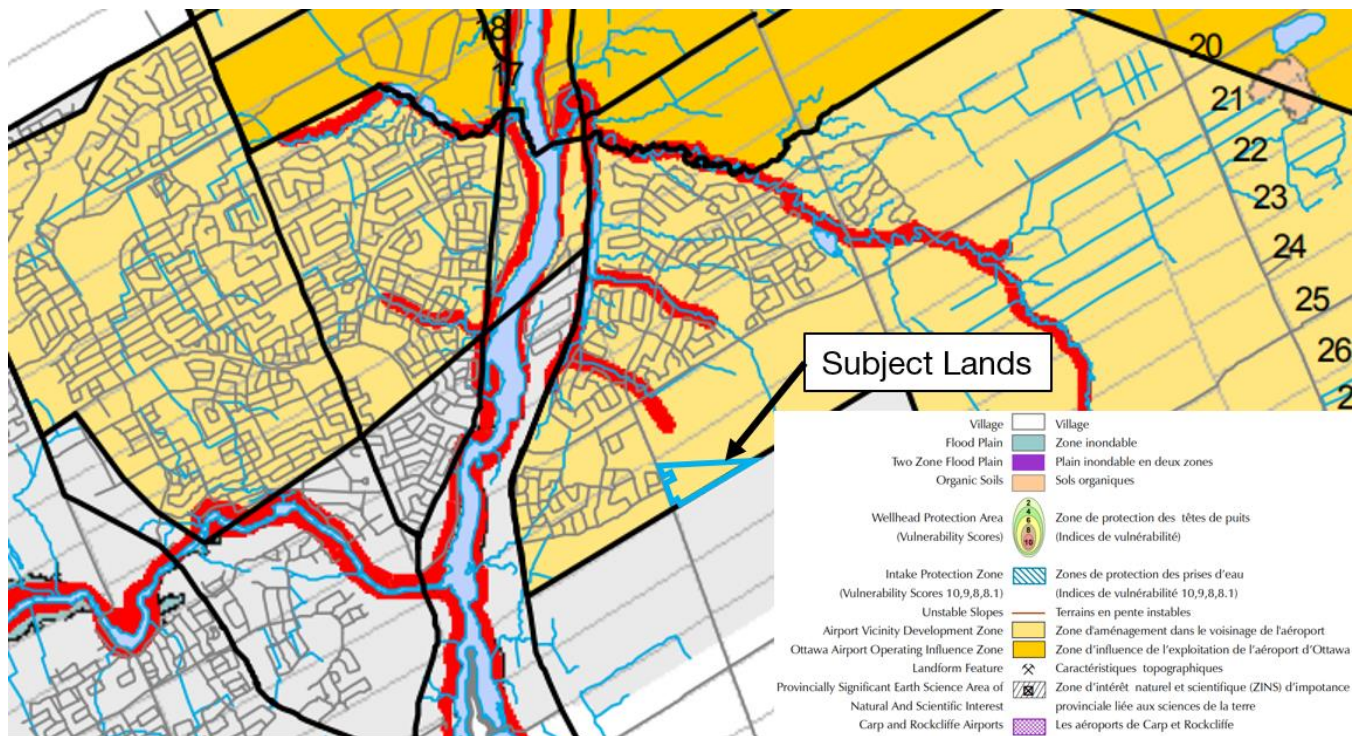 18
17
20
21
22
23
24
25
26
2
Subject Lands
Village Village
Flood Plain Zone inondable
Two Zone Flood Plain Plain inondable en deux zones
Organic Soils Sols organiques
2
4
6
8
10
Wellhead Protection Area Zone de protection des têtes de puits
(Vulnerability Scores) (Indices de vulnérabilité)
Intake Protection Zone Zones de protection des prises d'eau
(Vulnerability Scores 10,9,8,8.1) (Indices de vulnérabilité 10,9,8,8.1)
Unstable Slopes Terrains en pente instables
Airport Vicinity Development Zone Zone d'aménagement dans le voisinage de l'aéroport
Ottawa Airport Operating Influence Zone Zone d'influence de l'exploitation de l'aéroport d'Ottawa
Landform Feature Caractéristiques topographiques
Provincially Significant Earth Science Area of Zone d'intérêt naturel et scientifique (ZINS) d'impotance
Natural And Scientific Interest provinciale liée aux sciences de la terre
Carp and Rockcliffe Airports Les aéroports de Carp et Rockcliffe